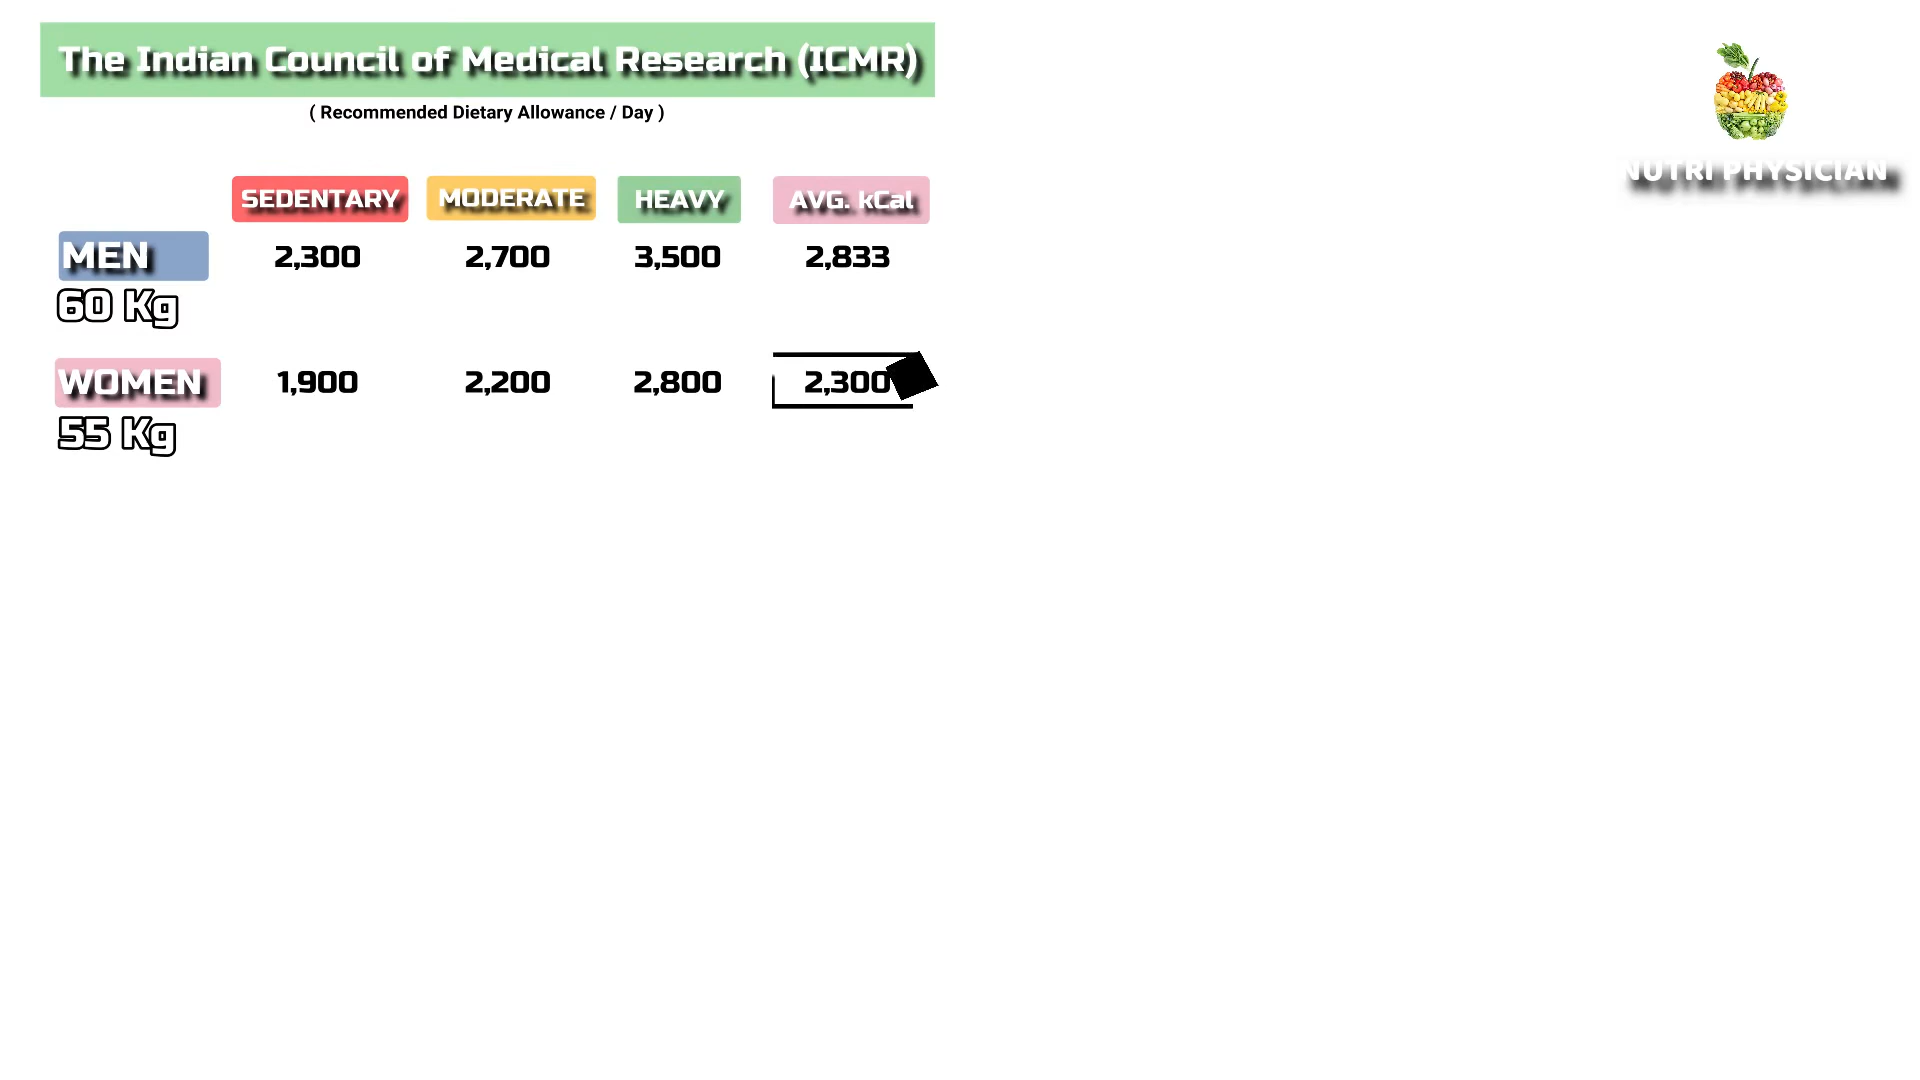 The Indian Council of Medical Research (ICMR)
( Recommended Dietary Allowance / Day )
NUTRI PHYSICIAN
SEDENTARY MODERATE HEAVY AVG. kCal
MEN 2,300 2,700 3,500 2,833
60 Kg
WOMEN 1,900 2,200 2,800 2,300
55 Kg